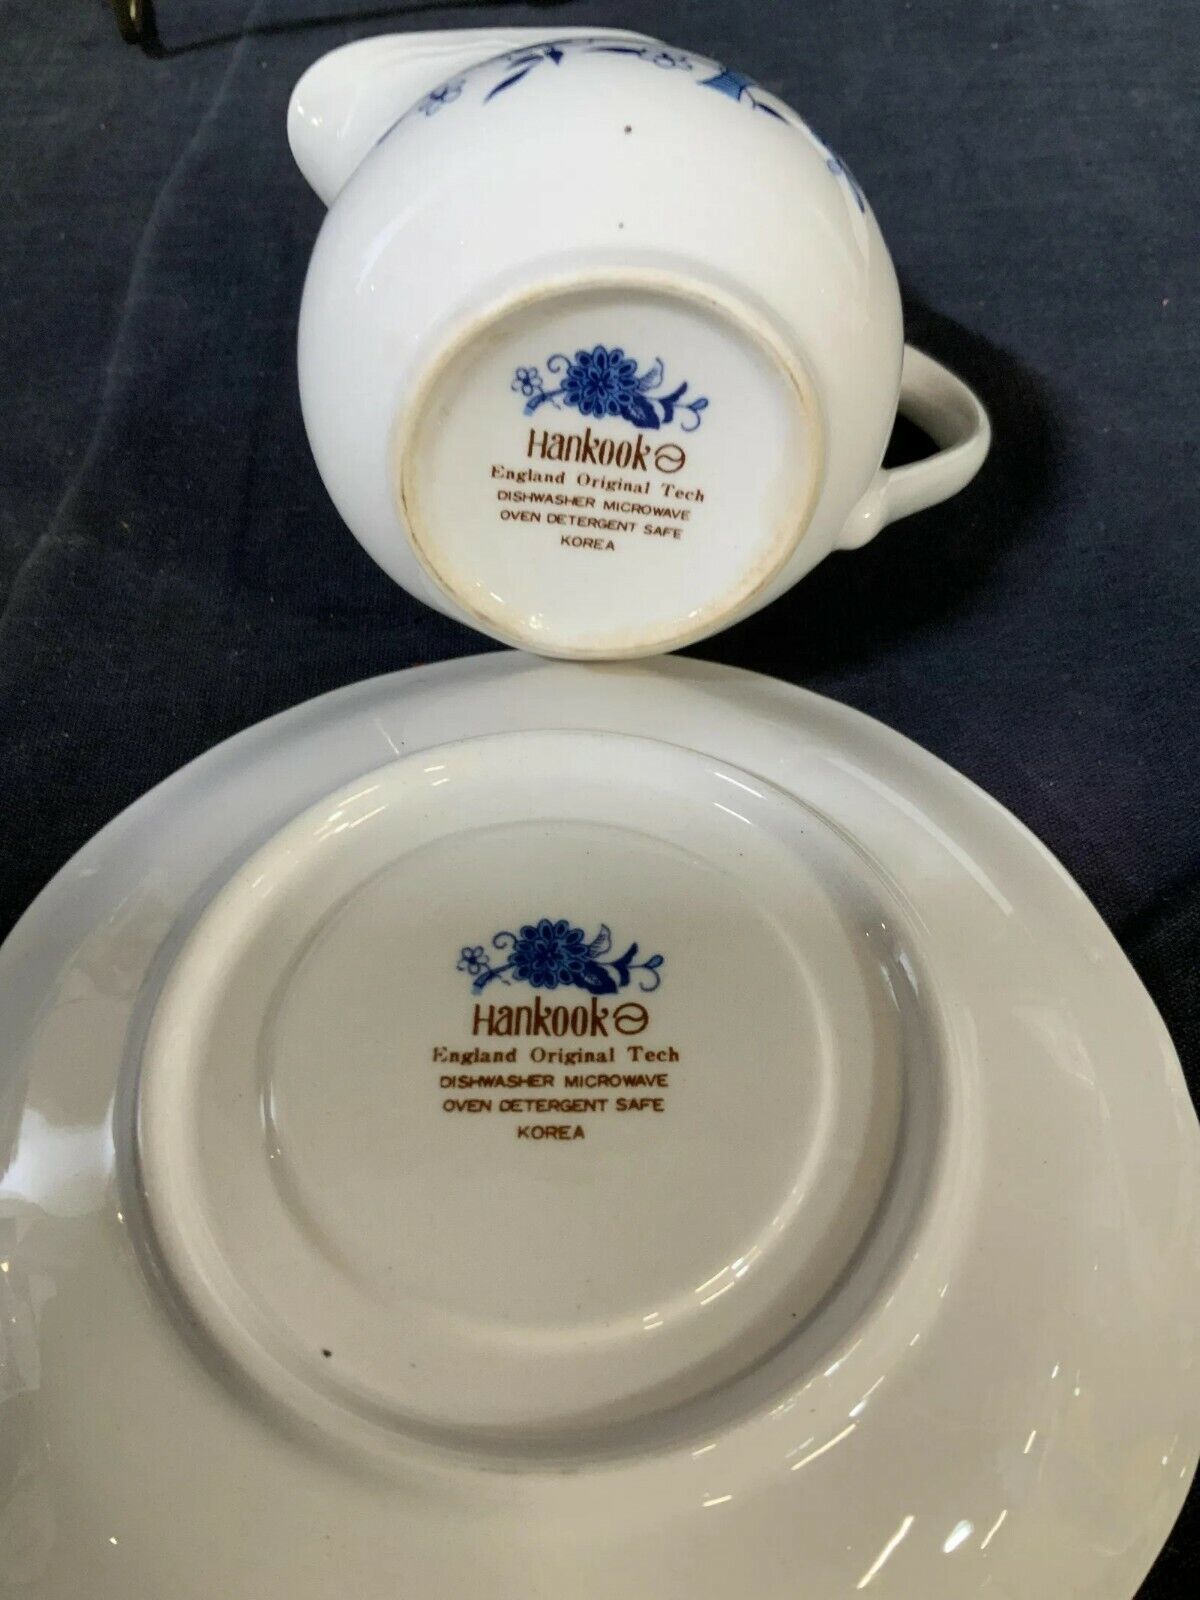 Hankook
England Original Tech
DISHWASHER MICROWAVE
OVEN DETERGENT SAFE
KOREA
Hankook
England Original Tech
DISHWASHER MICROWAVE
OVEN DETERGENT SAFE
KOREA